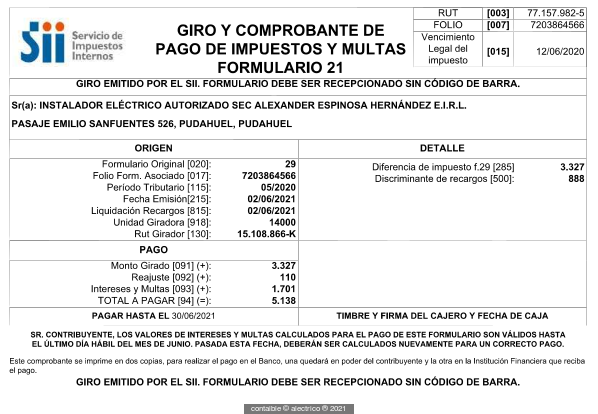 SII Servicio de
Impuestos
Internos
GIRO Y COMPROBANTE DE
PAGO DE IMPUESTOS Y MULTAS
FORMULARIO 21
RUT [003] 77.157.982-5
FOLIO [007] 7203864566
Vencimiento
Legal del
impuesto [015] 12/06/2020
GIRO EMITIDO POR EL SII. FORMULARIO DEBE SER RECEPCIONADO SIN CÓDIGO DE BARRA.
Sr(a): INSTALADOR ELÉCTRICO AUTORIZADO SEC ALEXANDER ESPINOSA HERNÁNDEZ E.I.R.L.
PASAJE EMILIO SANFUENTES 526, PUDAHUEL, PUDAHUEL
ORIGEN
Formulario Original [020]: 29
Folio Form. Asociado [017]: 7203864566
Período Tributario [115]: 05/2020
Fecha Emisión[215]: 02/06/2021
Liquidación Recargos [815]: 02/06/2021
Unidad Giradora [918]: 14000
Rut Girador [130]: 15.108.866-K
DETALLE
Diferencia de impuesto f.29 [285] 3.327
Discriminante de recargos [500]: 888
PAGO
Monto Girado [091] (+): 3.327
Reajuste [092] (+): 110
Intereses y Multas [093] (+): 1.701
TOTAL A PAGAR [94] (=): 5.138
PAGAR HASTA EL 30/06/2021
TIMBRE Y FIRMA DEL CAJERO Y FECHA DE CAJA
SR. CONTRIBUYENTE, LOS VALORES DE INTERESES Y MULTAS CALCULADOS PARA EL PAGO DE ESTE FORMULARIO SON VÁLIDOS HASTA
EL ÚLTIMO DÍA HÁBIL DEL MES DE JUNIO. PASADA ESTA FECHA, DEBERÁN SER CALCULADOS NUEVAMENTE PARA UN CORRECTO PAGO.
Este comprobante se imprime en dos copias, para realizar el pago en el Banco, una quedará en poder del contribuyente y la otra en la Institución Financiera que reciba
el pago.
GIRO EMITIDO POR EL SII. FORMULARIO DEBE SER RECEPCIONADO SIN CÓDIGO DE BARRA.
contaible © alectrico ® 2021